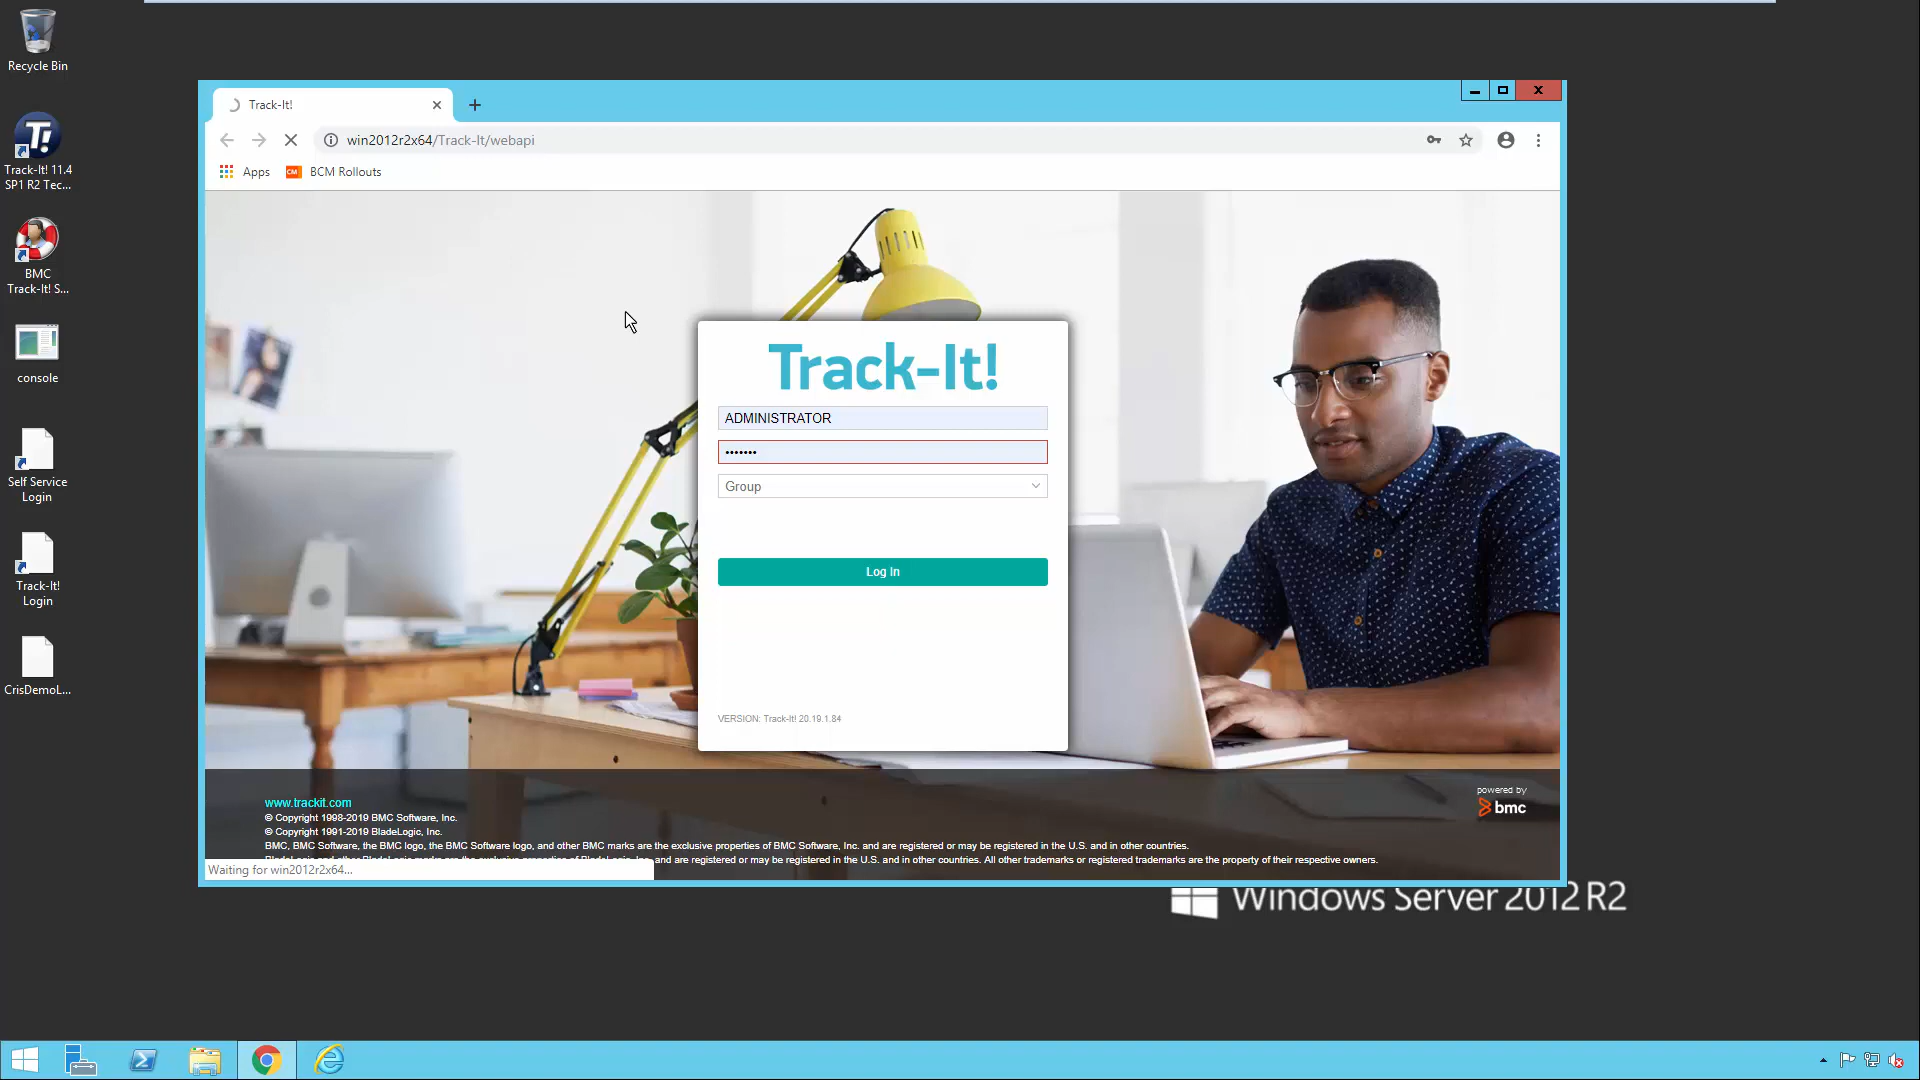 Recycle Bin
Track-It! 11.4
SP1 R2 Tec...
BMC
Track-It! S...
console
Self Service
Login
Track-It!
Login
CrisDemoL...
Track-It!
win2012r2x64/Track-It/webapi
Apps
CM
BCM Rollouts
Track-It!
ADMINISTRATOR
•••••••
Group
Log In
VERSION: Track-It! 20.19.1.84
www.trackit.com
© Copyright 1998-2019 BMC Software, Inc.
© Copyright 1991-2019 BladeLogic, Inc.
BMC, BMC Software, the BMC logo, the BMC Software logo, and other BMC marks are the exclusive properties of BMC Software, Inc. and are registered or may be registered in the U.S. and in other countries.
and are registered or may be registered in the U.S. and in other countries. All other trademarks or registered trademarks are the property of their respective owners.
powered by
bmc
Waiting for win2012r2x64...
Windows Server 2012 R2